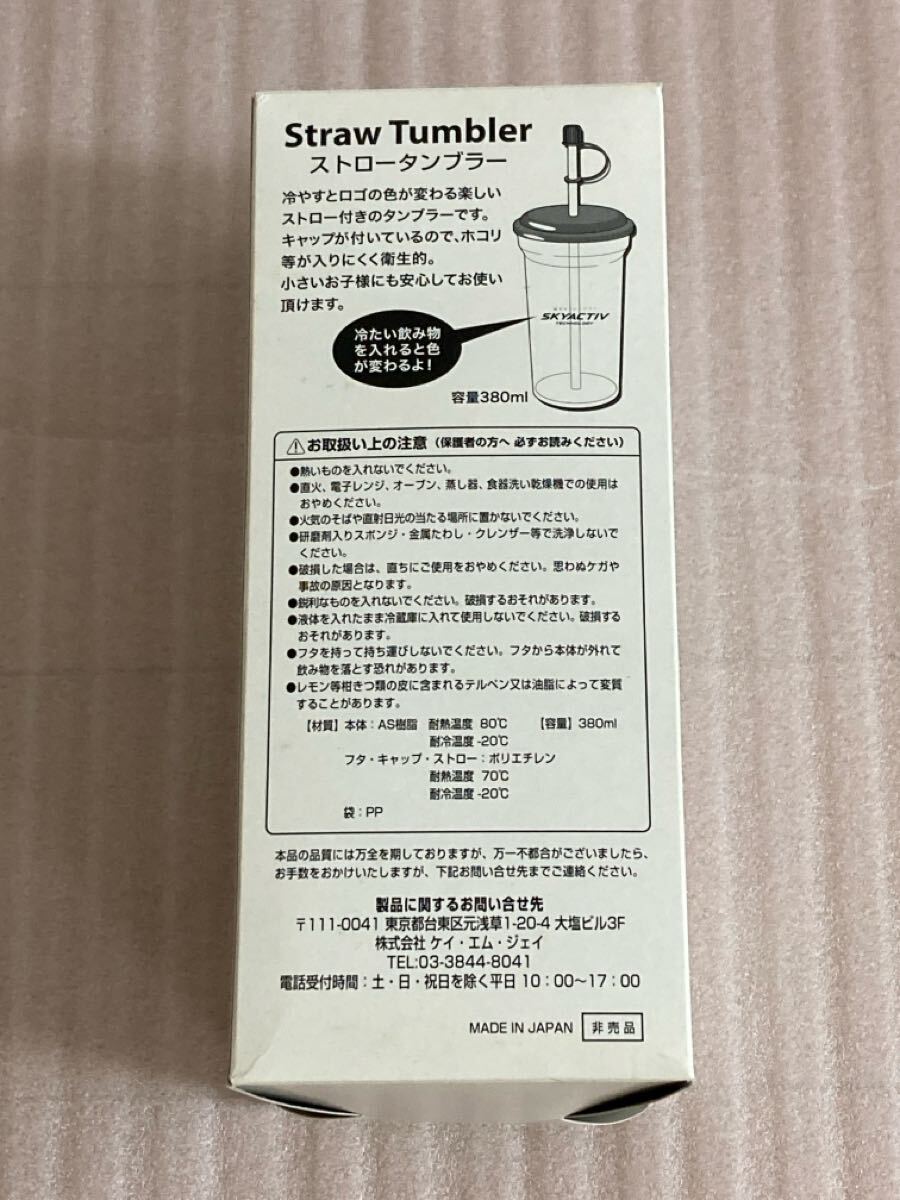 Straw Tumbler
ストロータンブラー
冷やすとロゴの色が変わる楽しい
ストロー付きのタンブラーです。
キャップが付いているので、ホコリ
等が入りにくく衛生的。
小さいお子様にも安心してお使い
頂けます。
冷たい飲み物
を入れると色
が変わるよ！
SKYACTIV
TECHNOLOGY
容量380ml
お取扱い上の注意（保護者の方へ 必ずお読みください）
●熱いものを入れないでください。
●直火、電子レンジ、オーブン、蒸し器、食器洗い乾燥機での使用は
おやめください。
●火気のそばや直射日光の当たる場所に置かないでください。
●研磨剤入りスポンジ・金属たわし・クレンザー等で洗浄しないで
ください。
●破損した場合は、直ちにご使用をおやめください。思わぬケガや
事故の原因となります。
●鋭利なものを入れないでください。破損するおそれがあります。
●液体を入れたまま冷蔵庫に入れて使用しないでください。破損する
おそれがあります。
●フタを持って持ち運びしないでください。フタから本体が外れて
飲み物を落とす恐れがあります。
●レモン等柑きつ類の皮に含まれるテルペン又は油脂によって変質
することがあります。
【材質】本体：AS樹脂 耐熱温度 80℃ 【容量】380ml
耐冷温度 -20℃
フタ・キャップ・ストロー：ポリエチレン
耐熱温度 70℃
耐冷温度 -20℃
袋：PP
本品の品質には万全を期しておりますが、万一不都合がございましたら、
お手数をおかけいたしますが、下記お問い合せ先までご連絡ください。
製品に関するお問い合せ先
〒111-0041 東京都台東区元浅草1-20-4 大塩ビル3F
株式会社 ケイ・エム・ジェイ
TEL:03-3844-8041
電話受付時間：土・日・祝日を除く平日 10：00〜17：00
MADE IN JAPAN 非売品